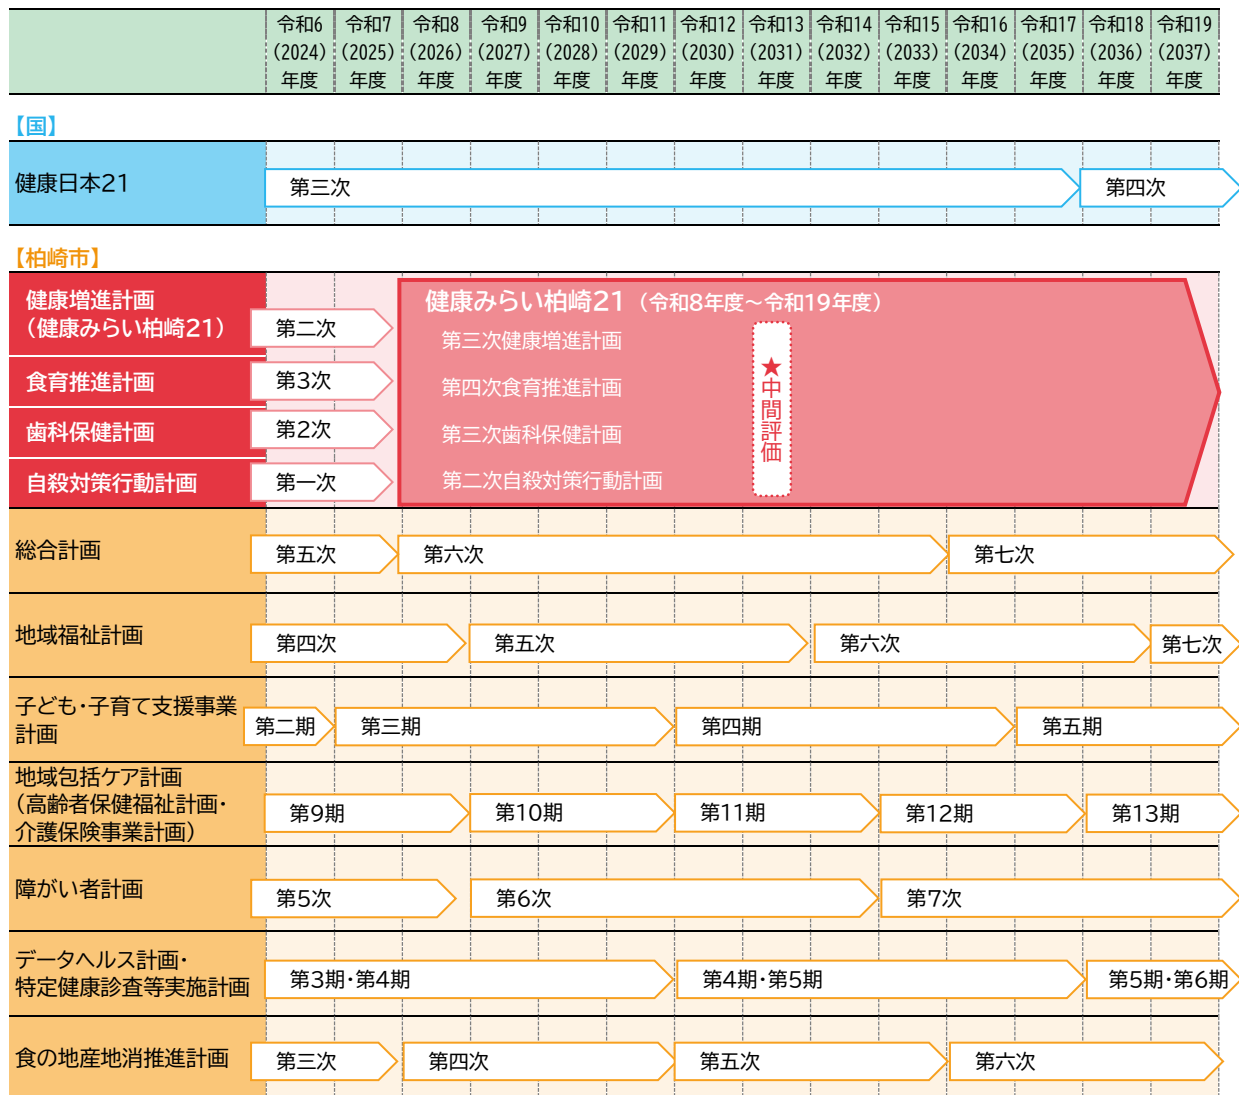 令和6 令和7 令和8 令和9 令和10 令和11 令和12 令和13 令和14 令和15 令和16 令和17 令和18 令和19
(2024) (2025) (2026) (2027) (2028) (2029) (2030) (2031) (2032) (2033) (2034) (2035) (2036) (2037)
年度 年度 年度 年度 年度 年度 年度 年度 年度 年度 年度 年度 年度 年度
【国】
健康日本21 第三次 第四次
【柏崎市】
健康増進計画
(健康みらい柏崎21)
第二次
食育推進計画 第3次
歯科保健計画 第2次
自殺対策行動計画 第一次
健康みらい柏崎21 (令和8年度~令和19年度)
第三次健康増進計画
第四次食育推進計画
第三次歯科保健計画
第二次自殺対策行動計画
★中間評価
総合計画 第五次 第六次 第七次
地域福祉計画 第四次 第五次 第六次 第七次
子ども・子育て支援事業
計画
第二期 第三期 第四期 第五期
地域包括ケア計画
(高齢者保健福祉計画・
介護保険事業計画)
第9期 第10期 第11期 第12期 第13期
障がい者計画 第5次 第6次 第7次
データヘルス計画・
特定健康診査等実施計画
第3期・第4期 第4期・第5期 第5期・第6期
食の地産地消推進計画 第三次 第四次 第五次 第六次